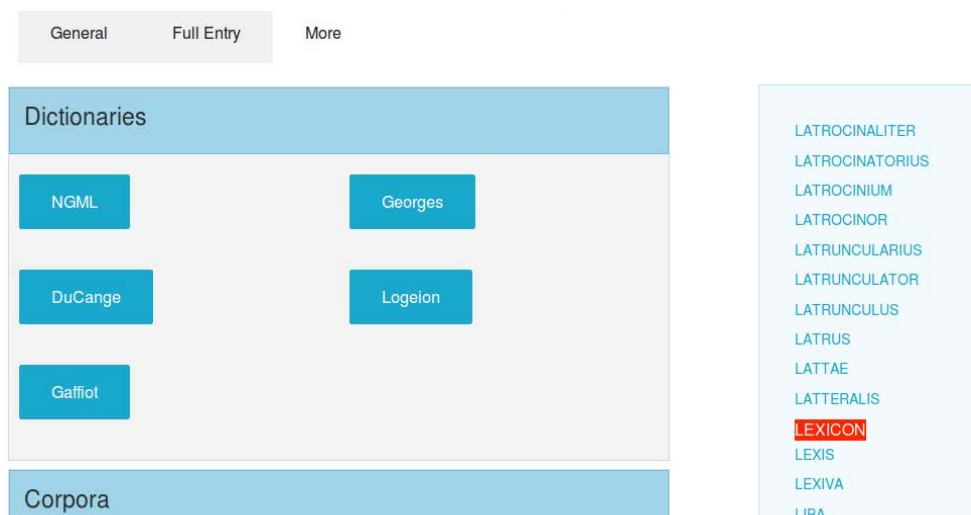 General Full Entry More
Dictionaries
NGML Georges
DuCange Logeion
Gaffiot
Corpora
LATROCINALITER
LATROCINATORIUS
LATROCINIUM
LATROCINOR
LATRUNCULARIUS
LATRUNCULATOR
LATRUNCULUS
LATRUS
LATTAE
LATTERALIS
LEXICON
LEXIS
LEXIVA
LIBA